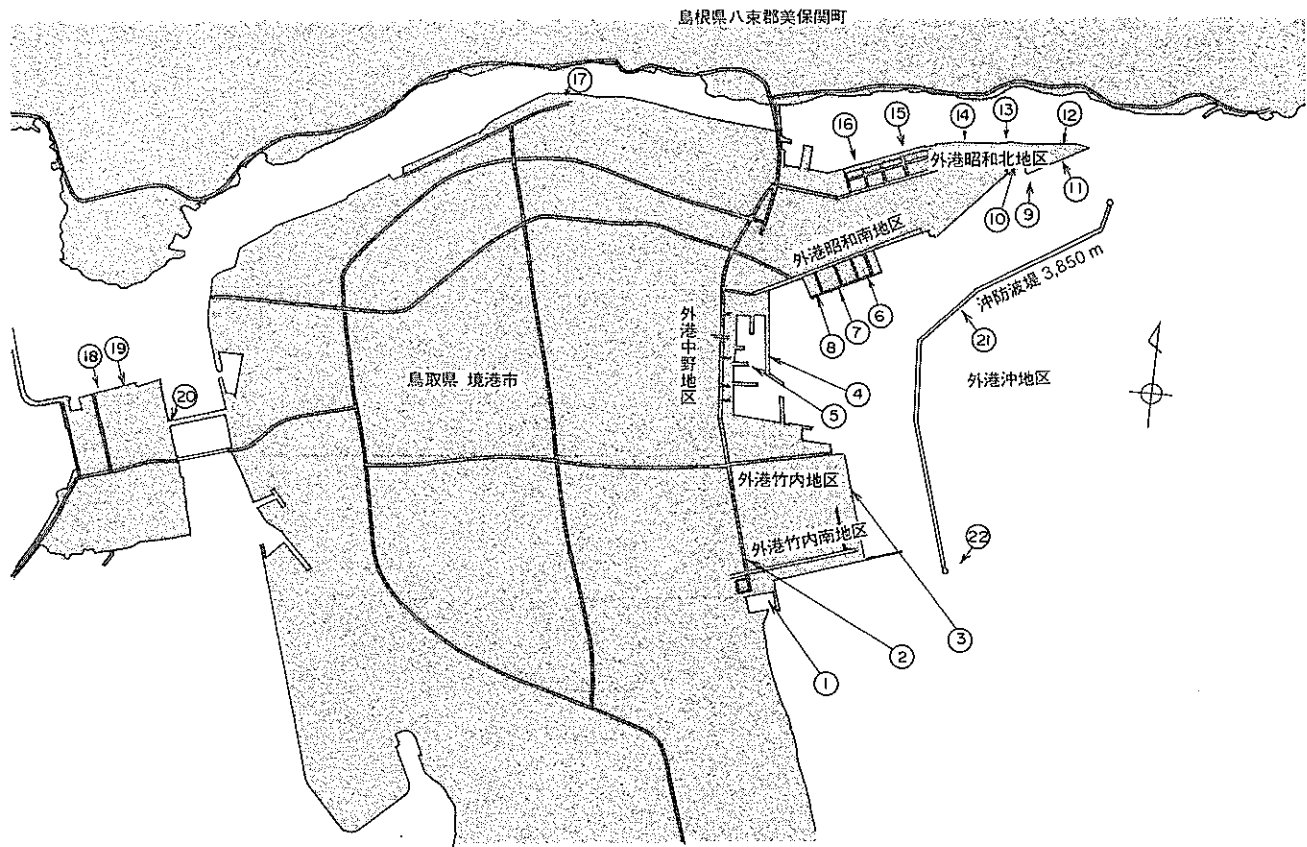 島根県八束郡美保関町
⑰
⑯
⑮
⑭
⑬
⑫
外港昭和北地区
⑩
⑨
⑪
外港昭和南地区
沖防波堤 3,850 m
⑧
⑦
⑥
㉑
外港中野地区
⑱
⑲
⑳
鳥取県 境港市
④
⑤
外港沖地区
外港竹内地区
外港竹内南地区
㉒
③
②
①